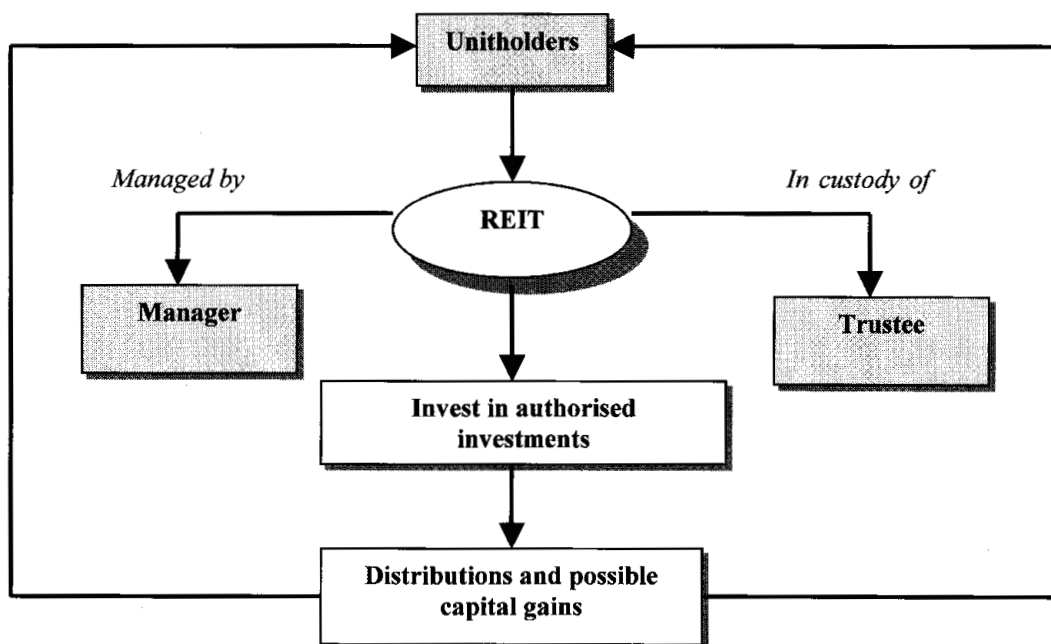 Unitholders
Managed by
In custody of
REIT
Manager
Trustee
Invest in authorised
investments
Distributions and possible
capital gains